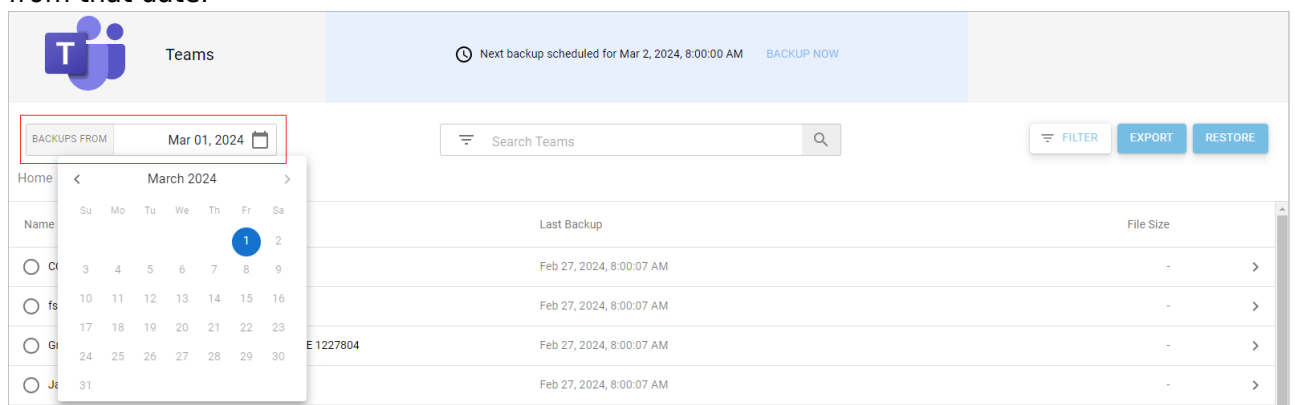 from that date.
T
Teams
Next backup scheduled for Mar 2, 2024, 8:00:00 AM BACKUP NOW
BACKUPS FROM Mar 01, 2024
Search Teams
FILTER EXPORT RESTORE
Home
March 2024
Su Mo Tu We Th Fr Sa
1 2
3 4 5 6 7 8 9
10 11 12 13 14 15 16
17 18 19 20 21 22 23
24 25 26 27 28 29 30
31
Name Last Backup File Size
Feb 27, 2024, 8:00:07 AM -
fs Feb 27, 2024, 8:00:07 AM -
E 1227804 Feb 27, 2024, 8:00:07 AM -
Ja Feb 27, 2024, 8:00:07 AM -